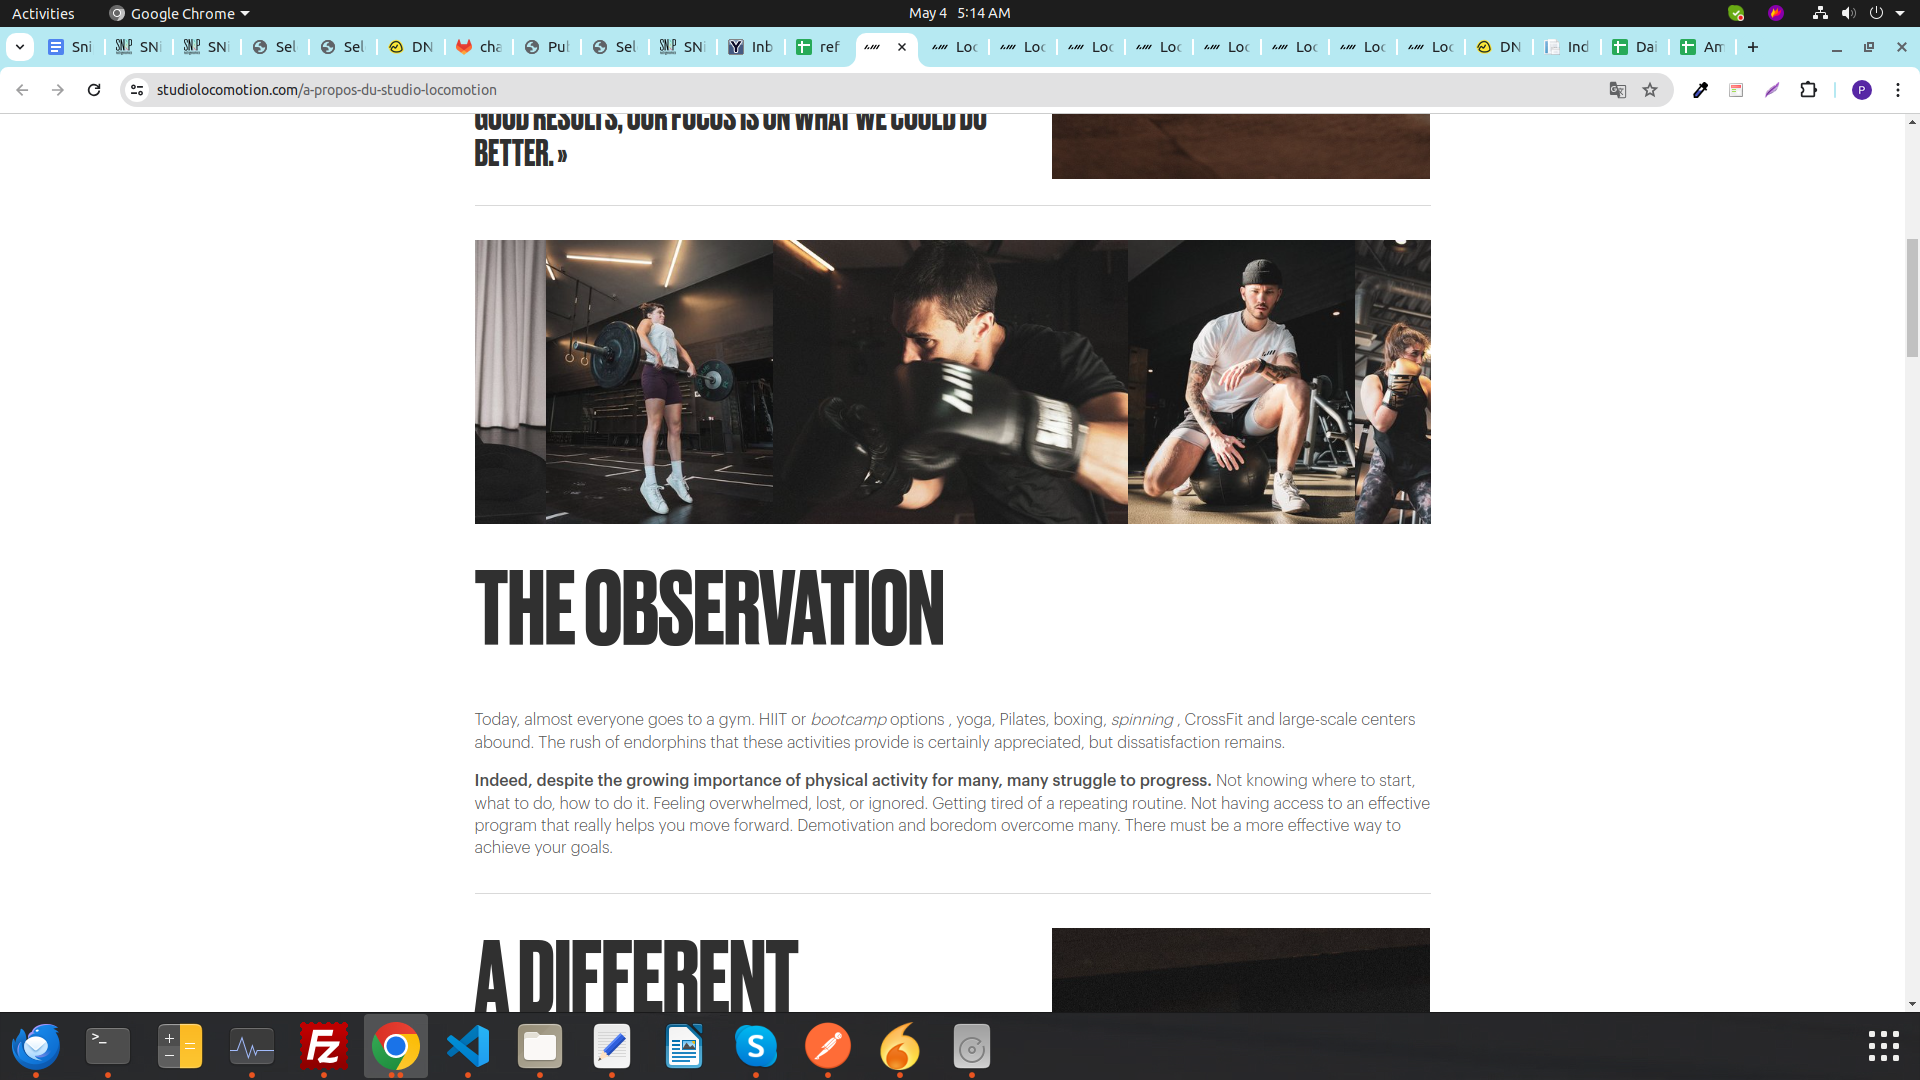 Activities Google Chrome May 4 5:14 AM
Sni SNi SNi Sel Sel DN cha Pul Sel SNi Inb ref Loc Loc Loc Loc Loc Loc Loc Loc DN Ind Dai Am
studiolocomotion.com/a-propos-du-studio-locomotion P
GOOD RESULTS, OUR FOCUS IS ON WHAT WE COULD DO
BETTER. »
THE OBSERVATION
Today, almost everyone goes to a gym. HIIT or bootcamp options , yoga, Pilates, boxing, spinning , CrossFit and large-scale centers
abound. The rush of endorphins that these activities provide is certainly appreciated, but dissatisfaction remains.
Indeed, despite the growing importance of physical activity for many, many struggle to progress. Not knowing where to start,
what to do, how to do it. Feeling overwhelmed, lost, or ignored. Getting tired of a repeating routine. Not having access to an effective
program that really helps you move forward. Demotivation and boredom overcome many. There must be a more effective way to
achieve your goals.
A DIFFERENT